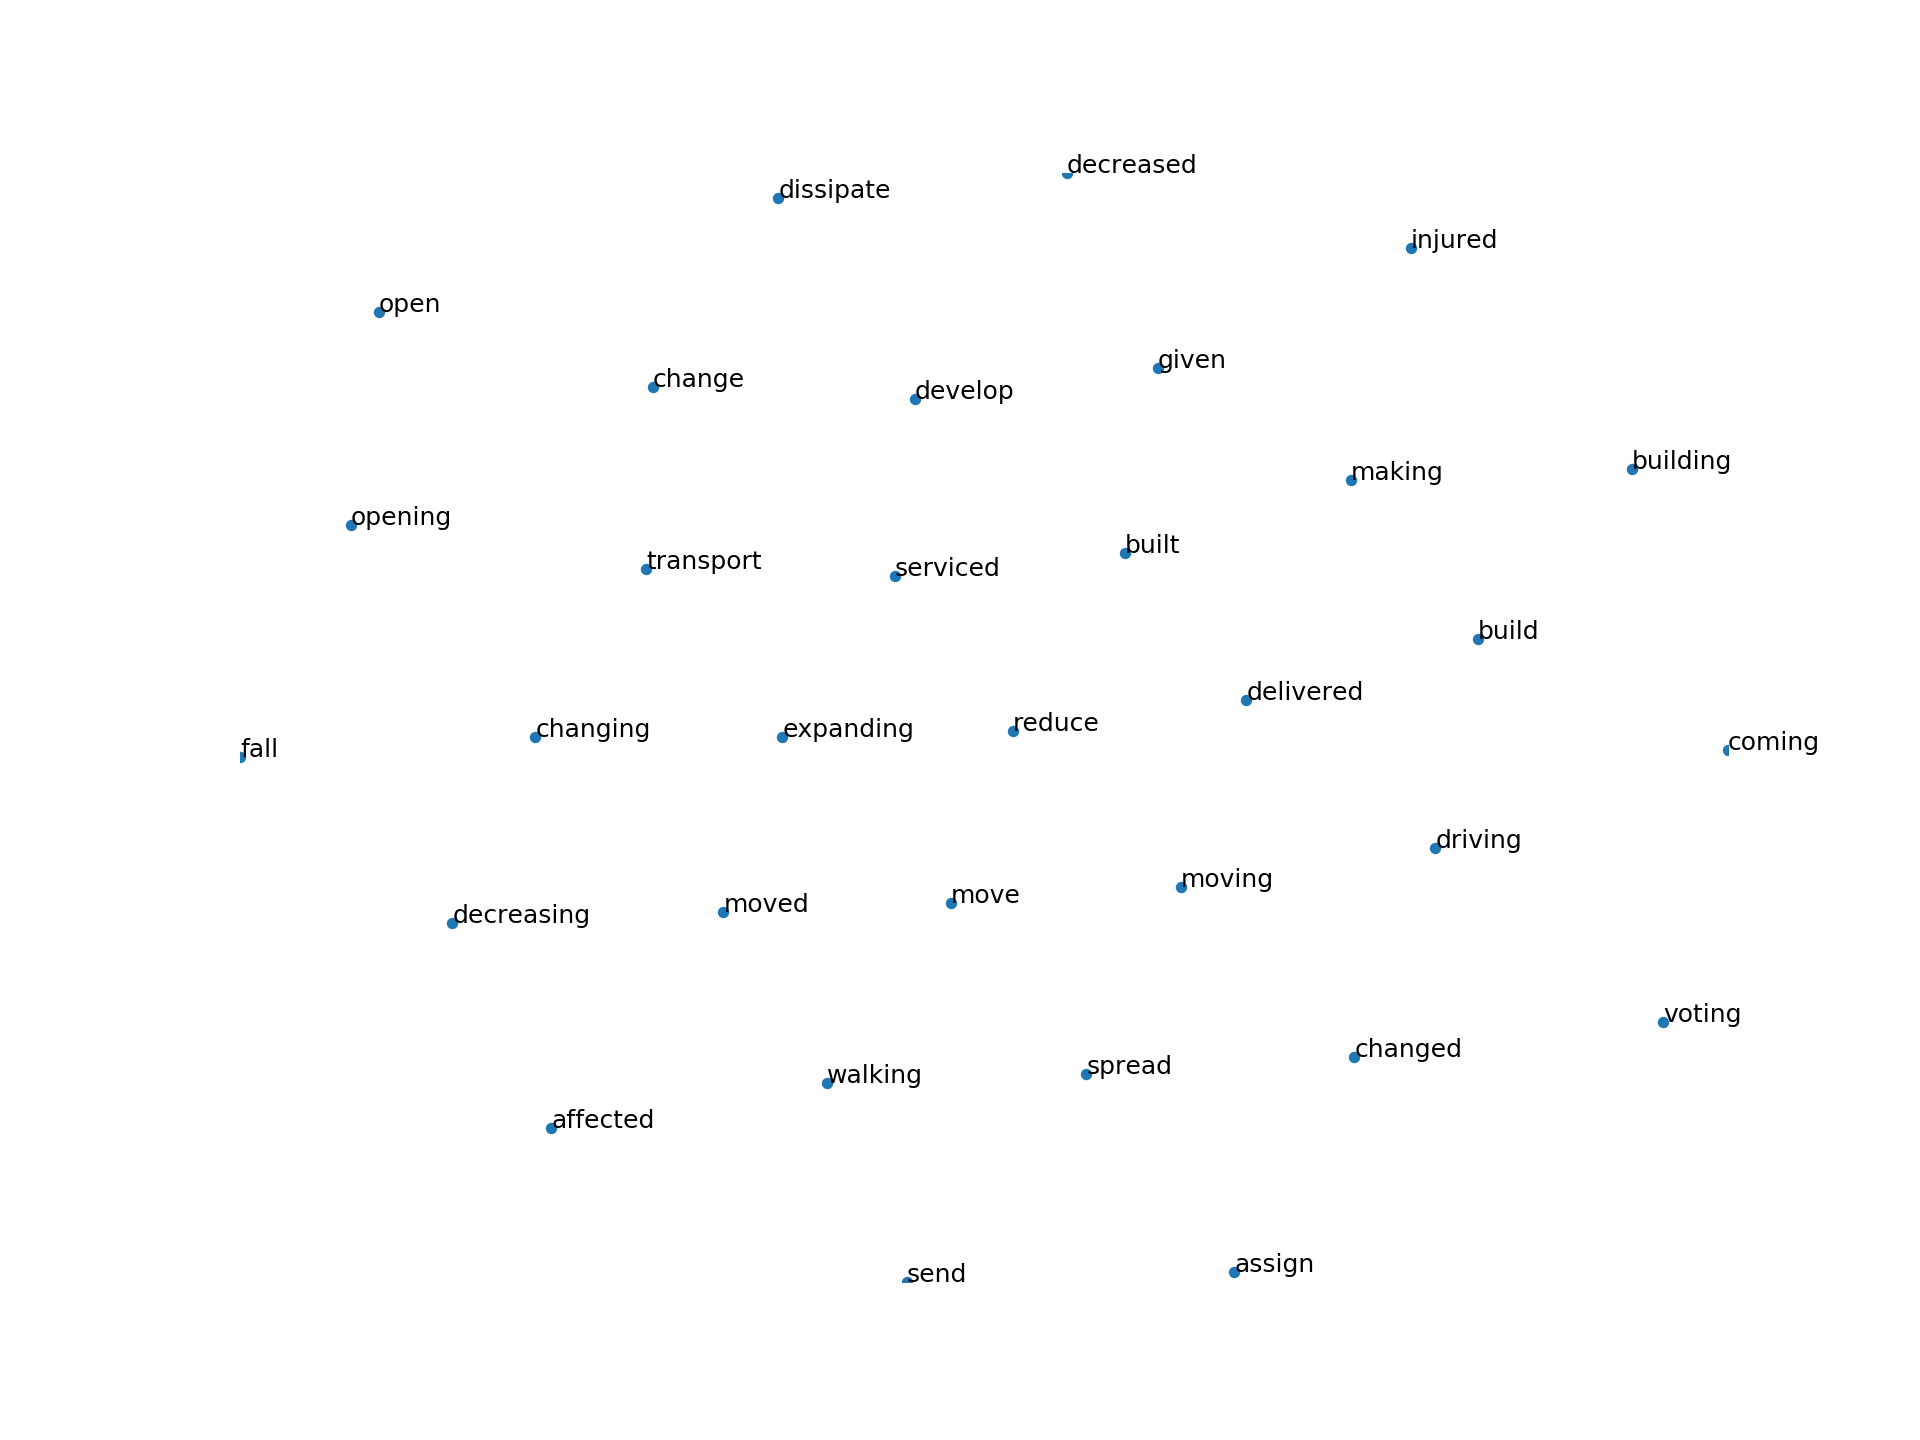 decreased
dissipate
injured
open
given
change
develop
building
making
opening
built
transport
serviced
build
delivered
reduce
changing
expanding
coming
fall
driving
moving
move
moved
decreasing
voting
changed
spread
walking
affected
assign
send